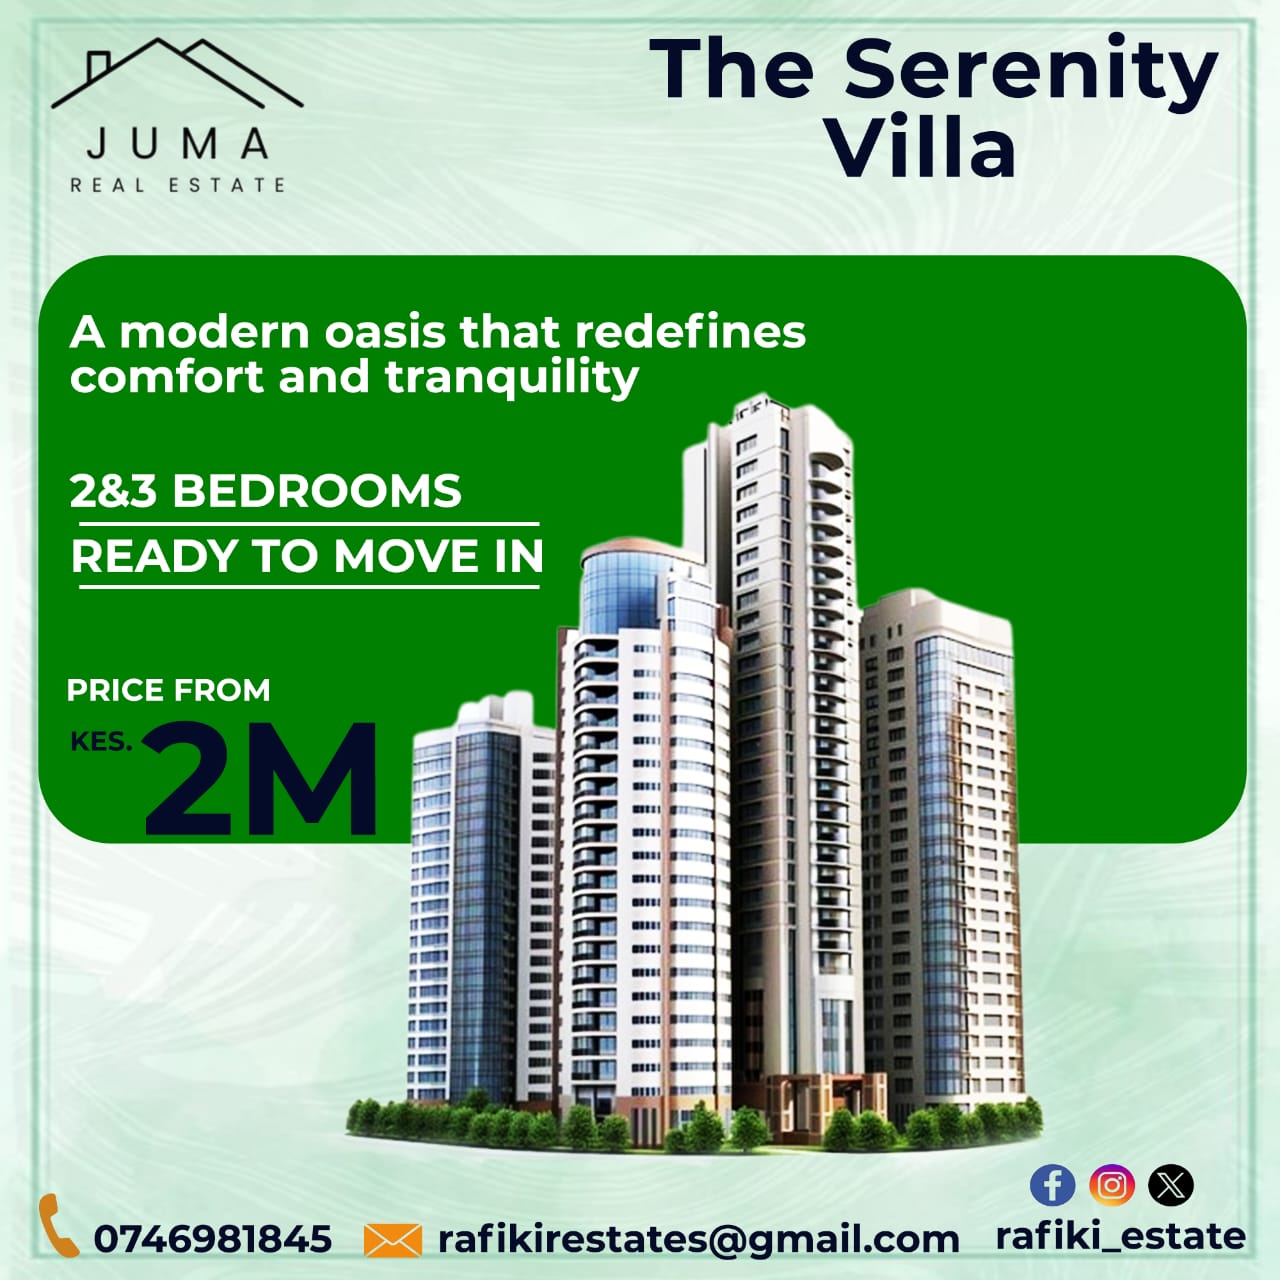 JUMA
REAL ESTATE
The Serenity
Villa
A modern oasis that redefines
comfort and tranquility
2&3 BEDROOMS
READY TO MOVE IN
PRICE FROM
KES. 2M
0746981845
rafikirestates@gmail.com
rafiki_estate